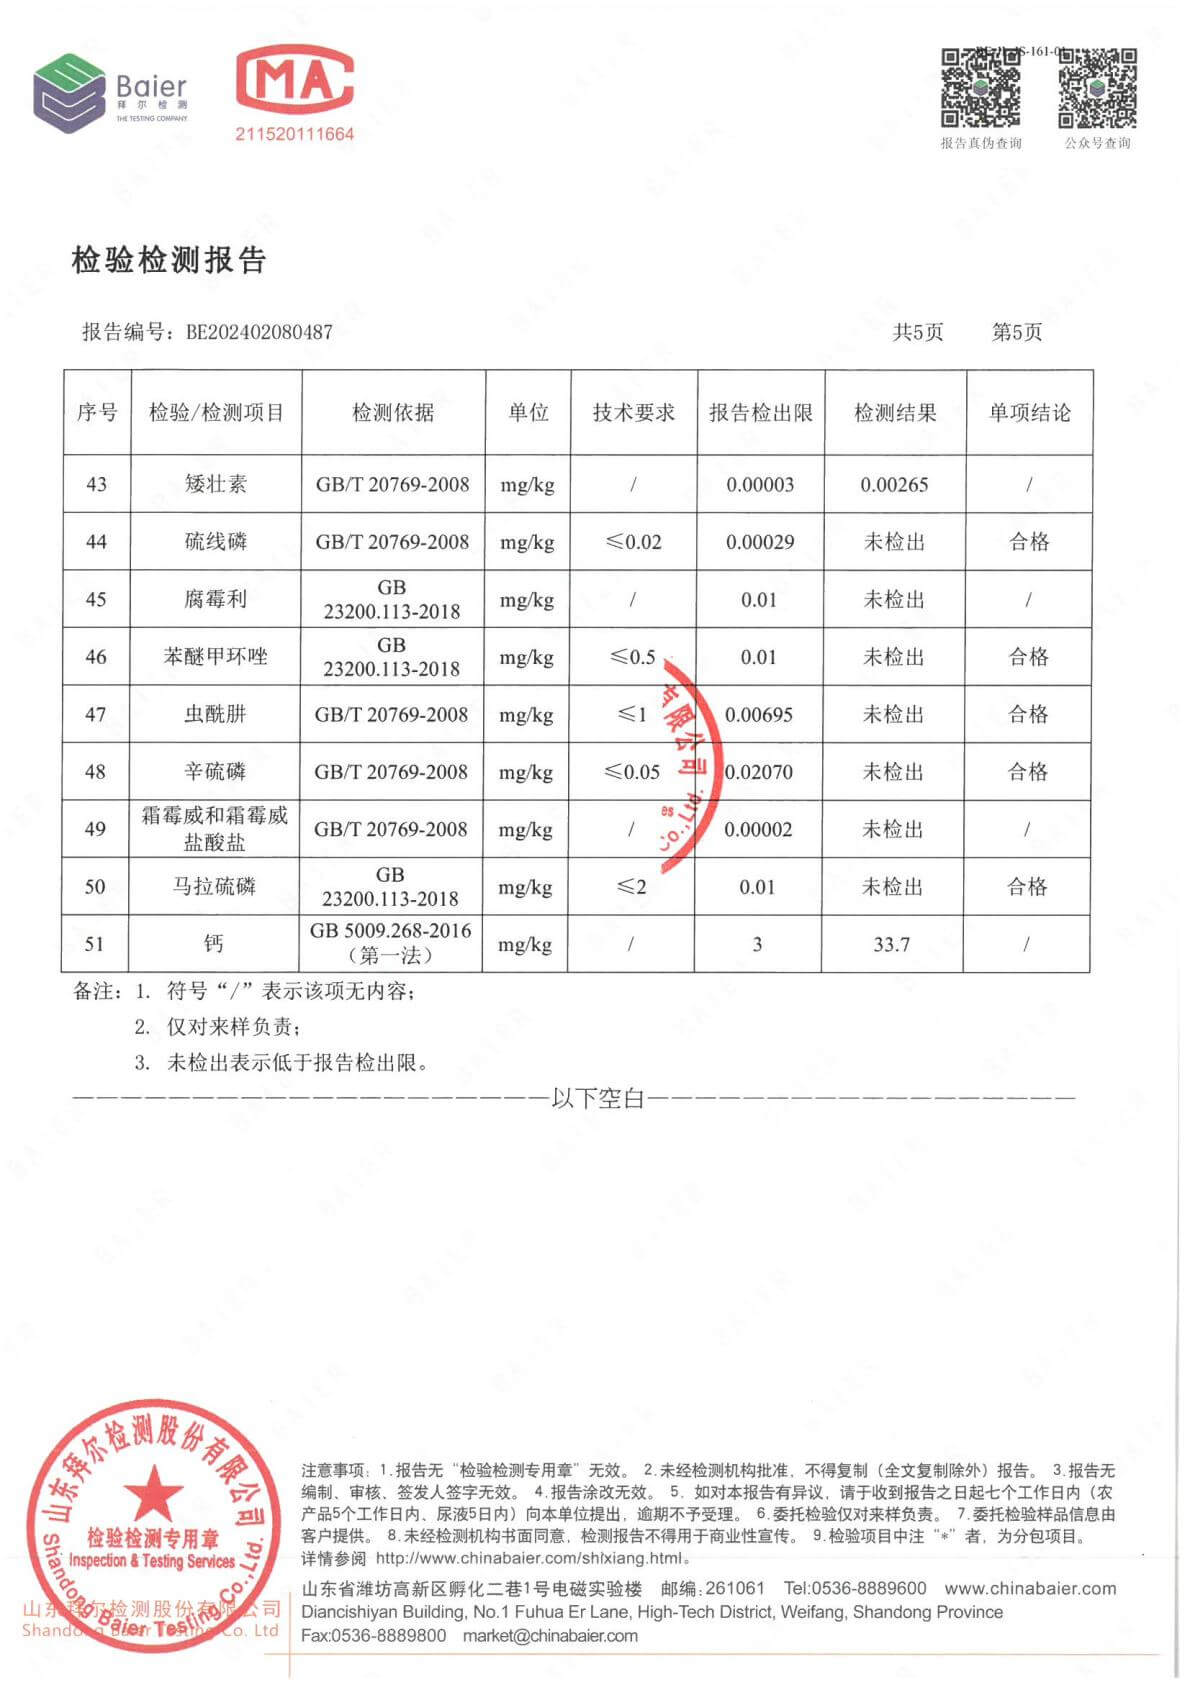 Baier
拜尔检测
THE TESTING COMPANY
MA
211520111664
报告真伪查询
公众号查询
检验检测报告
报告编号：BE202402080487 共5页 第5页
序号 检验/检测项目 检测依据 单位 技术要求 报告检出限 检测结果 单项结论
43 矮壮素 GB/T 20769-2008 mg/kg / 0.00003 0.00265 /
44 硫线磷 GB/T 20769-2008 mg/kg ≤0.02 0.00029 未检出 合格
45 腐霉利 GB 23200.113-2018 mg/kg / 0.01 未检出 /
46 苯醚甲环唑 GB 23200.113-2018 mg/kg ≤0.5 0.01 未检出 合格
47 虫酰肼 GB/T 20769-2008 mg/kg ≤1 0.00695 未检出 合格
48 辛硫磷 GB/T 20769-2008 mg/kg ≤0.05 0.02070 未检出 合格
49 霜霉威和霜霉威盐酸盐 GB/T 20769-2008 mg/kg / 0.00002 未检出 /
50 马拉硫磷 GB 23200.113-2018 mg/kg ≤2 0.01 未检出 合格
51 钙 GB 5009.268-2016（第一法） mg/kg / 3 33.7 /
有限公司
Co.,Ltd.
备注：1. 符号“/”表示该项无内容；
2. 仅对来样负责；
3. 未检出表示低于报告检出限。
以下空白
山东拜尔检测股份有限公司
检验检测专用章
Inspection & Testing Services
Shandong Baier Testing Co.,Ltd.
山东拜尔检测股份有限公司
Shandong Baier Testing Co. Ltd
注意事项：1.报告无“检验检测专用章”无效。 2.未经检测机构批准，不得复制（全文复制除外）报告。 3.报告无
编制、审核、签发人签字无效。 4.报告涂改无效。 5. 如对本报告有异议，请于收到报告之日起七个工作日内（农
产品5个工作日内、尿液5日内）向本单位提出，逾期不予受理。 6.委托检验仅对来样负责。 7.委托检验样品信息由
客户提供。 8.未经检测机构书面同意，检测报告不得用于商业性宣传。 9.检验项目中注“*”者，为分包项目。
详情参阅 http://www.chinabaier.com/shlxiang.html。
山东省潍坊高新区孵化二巷1号电磁实验楼 邮编：261061 Tel:0536-8889600 www.chinabaier.com
Diancishiyan Building, No.1 Fuhua Er Lane, High-Tech District, Weifang, Shandong Province
Fax:0536-8889800 market@chinabaier.com